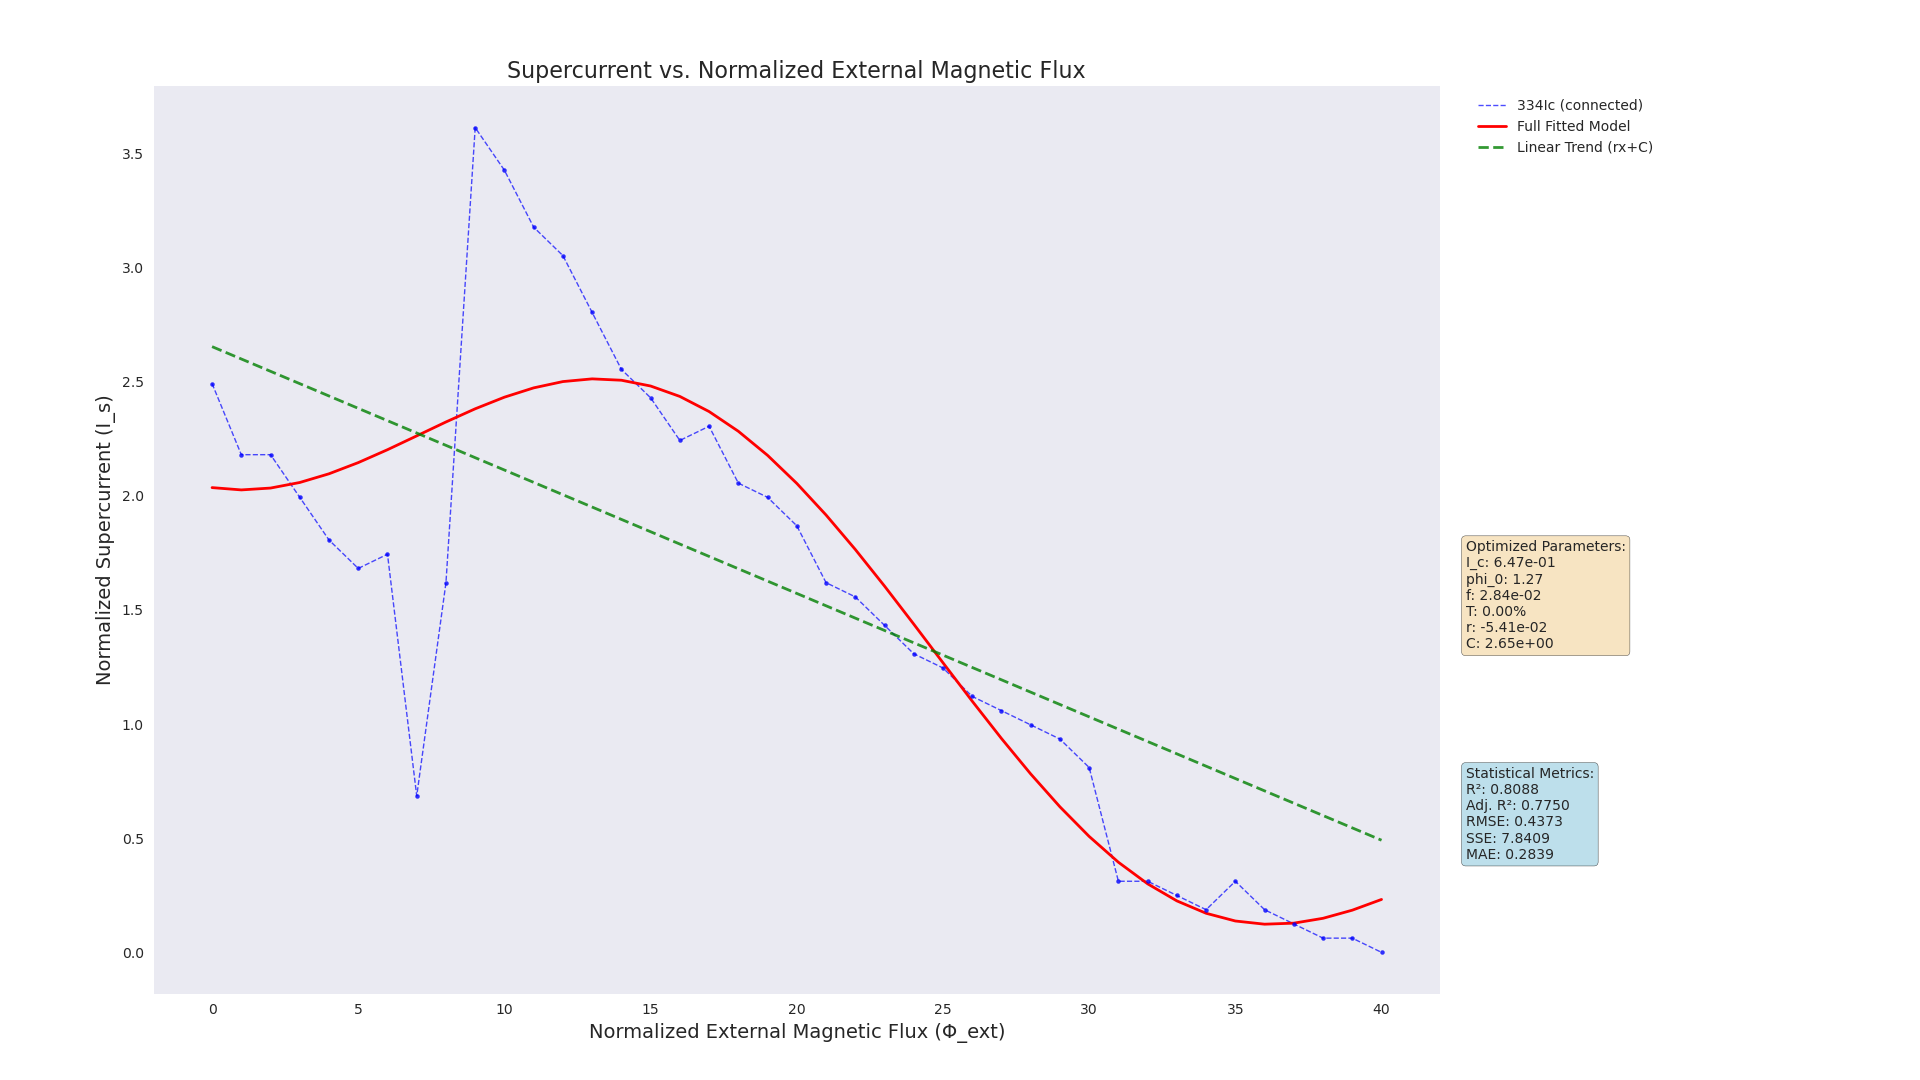 Supercurrent vs. Normalized External Magnetic Flux
334Ic (connected)
Full Fitted Model
Linear Trend (rx+C)
Normalized Supercurrent (I_s)
3.5
3.0
2.5
2.0
1.5
1.0
0.5
0.0
0 5 10 15 20 25 30 35 40
Normalized External Magnetic Flux (Φ_ext)
Optimized Parameters:
I_c: 6.47e-01
phi_0: 1.27
f: 2.84e-02
T: 0.00%
r: -5.41e-02
C: 2.65e+00
Statistical Metrics:
R²: 0.8088
Adj. R²: 0.7750
RMSE: 0.4373
SSE: 7.8409
MAE: 0.2839